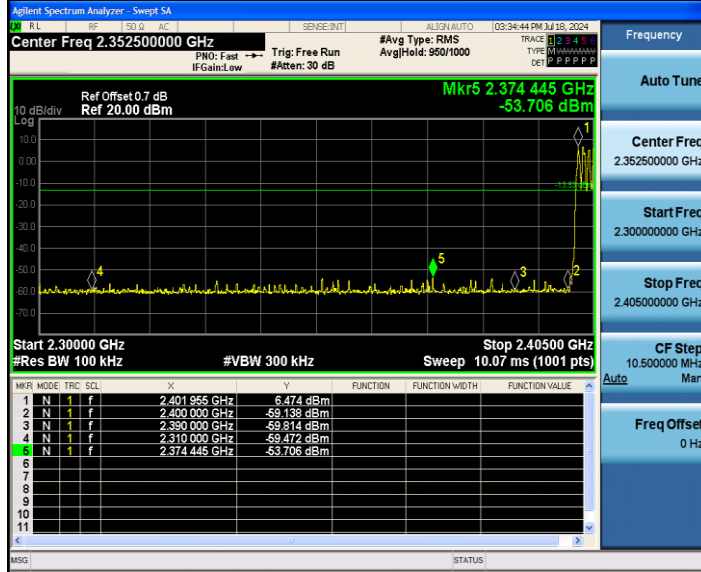 Agilent Spectrum Analyzer - Swept SA
RL RF 50 Ω AC SENSE:INT ALIGN AUTO 03:34:44 PM Jul 18, 2024
Center Freq 2.352500000 GHz
PNO: Fast
IFGain:Low
Trig: Free Run
#Atten: 30 dB
#Avg Type: RMS
Avg|Hold: 950/1000
TRACE 1 2 3 4 5 6
TYPE M
DET P P P P P P
Frequency
Auto Tune
Center Freq
2.352500000 GHz
Start Freq
2.300000000 GHz
Stop Freq
2.405000000 GHz
CF Step
10.500000 MHz
Auto Man
Freq Offset
0 Hz
Mkr5 2.374 445 GHz
-53.706 dBm
Ref Offset 0.7 dB
Ref 20.00 dBm
10 dB/div
Log
10.0
0.00
-10.0
-20.0
-30.0
-40.0
-50.0
-60.0
-70.0
1
2
3
4
5
Start 2.30000 GHz
Stop 2.40500 GHz
#Res BW 100 kHz
#VBW 300 kHz
Sweep 10.07 ms (1001 pts)
MKR MODE TRC SCL X Y FUNCTION FUNCTION WIDTH FUNCTION VALUE
1 N 1 f 2.401 955 GHz 6.474 dBm
2 N 1 f 2.400 000 GHz -59.138 dBm
3 N 1 f 2.390 000 GHz -59.814 dBm
4 N 1 f 2.310 000 GHz -59.472 dBm
5 N 1 f 2.374 445 GHz -53.706 dBm
6
7
8
9
10
11
MSG STATUS